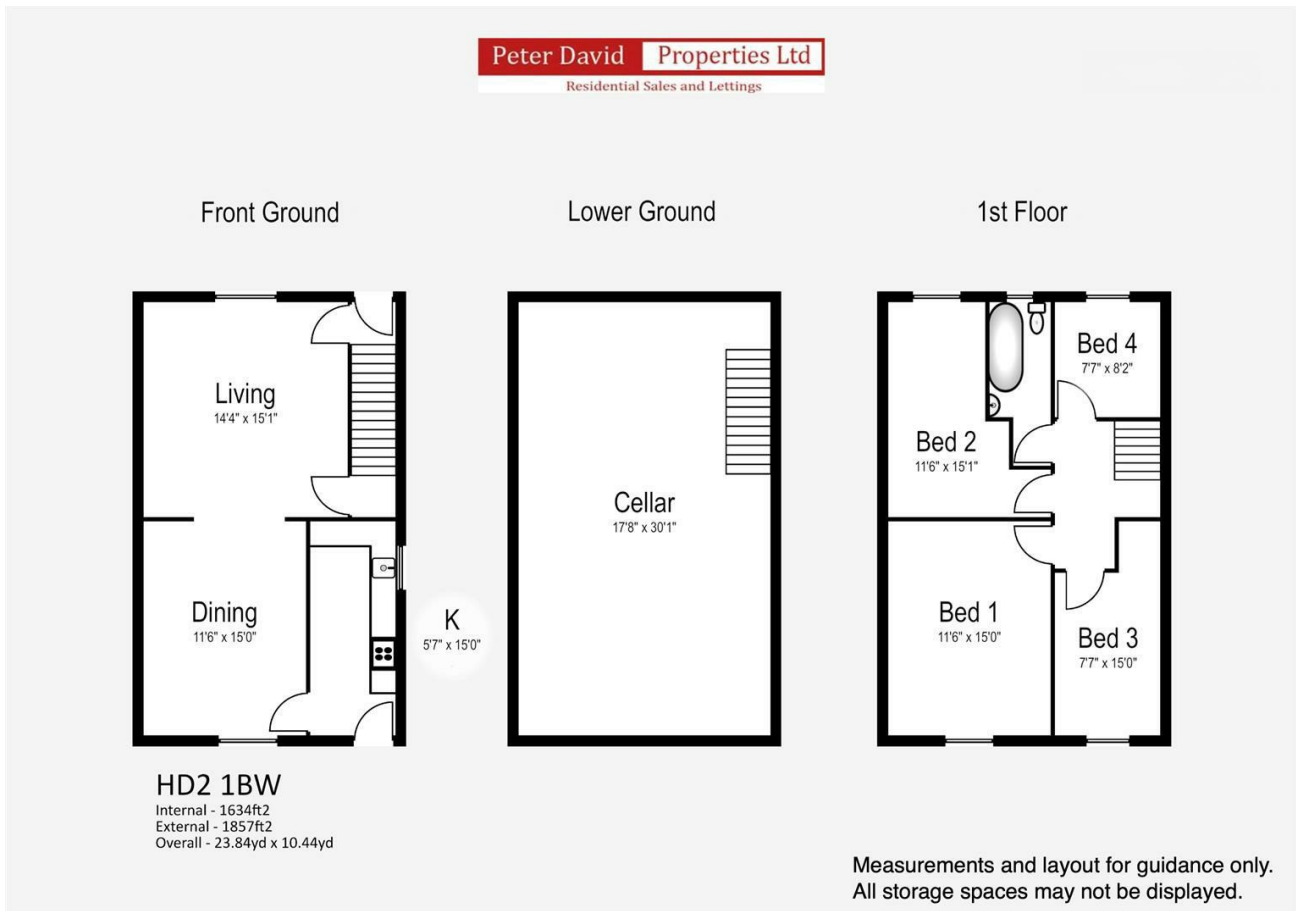 Peter David Properties Ltd
Residential Sales and Lettings
Front Ground
Lower Ground
1st Floor
Living
14'4" x 15'1"
Dining
11'6" x 15'0"
K
5'7" x 15'0"
Cellar
17'8" x 30'1"
Bed 4
7'7" x 8'2"
Bed 2
11'6" x 15'1"
Bed 1
11'6" x 15'0"
Bed 3
7'7" x 15'0"
HD2 1BW
Internal - 1634ft2
External - 1857ft2
Overall - 23.84yd x 10.44yd
Measurements and layout for guidance only.
All storage spaces may not be displayed.